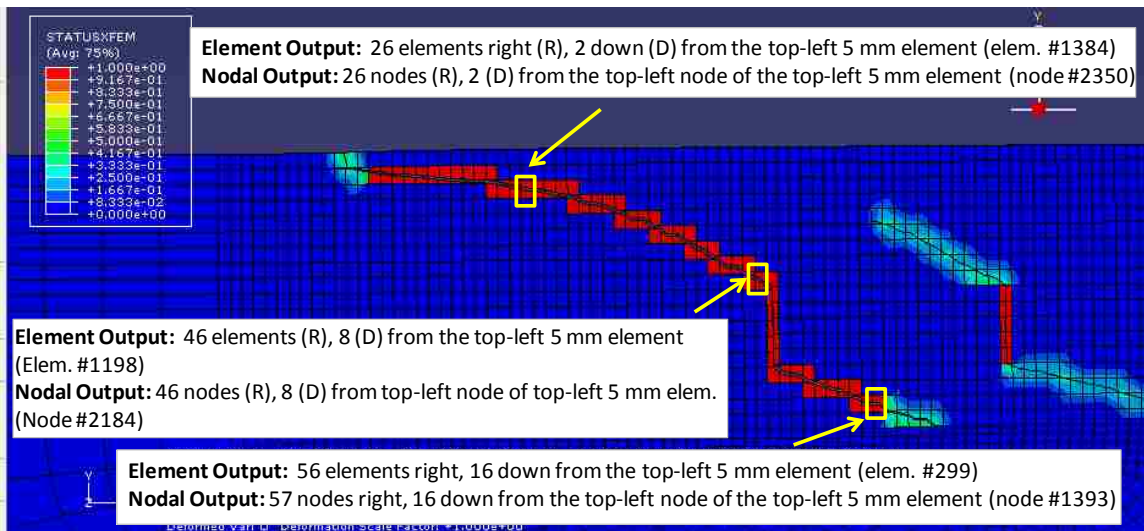 STATUSXFEM
(Avg: 75%)
+1.000e+00
+9.167e-01
+8.333e-01
+7.500e-01
+6.667e-01
+5.833e-01
+5.000e-01
+4.167e-01
+3.333e-01
+2.500e-01
+1.667e-01
+8.333e-02
+0.000e+00
Element Output: 26 elements right (R), 2 down (D) from the top-left 5 mm element (elem. #1384)
Nodal Output: 26 nodes (R), 2 (D) from the top-left node of the top-left 5 mm element (node #2350)
Y
Element Output: 46 elements (R), 8 (D) from the top-left 5 mm element
(Elem. #1198)
Nodal Output: 46 nodes (R), 8 (D) from top-left node of top-left 5 mm elem.
(Node #2184)
Element Output: 56 elements right, 16 down from the top-left 5 mm element (elem. #299)
Nodal Output: 57 nodes right, 16 down from the top-left node of the top-left 5 mm element (node #1393)
Y
Z
Deformed Var: U Deformation Scale Factor: +1.000e+00